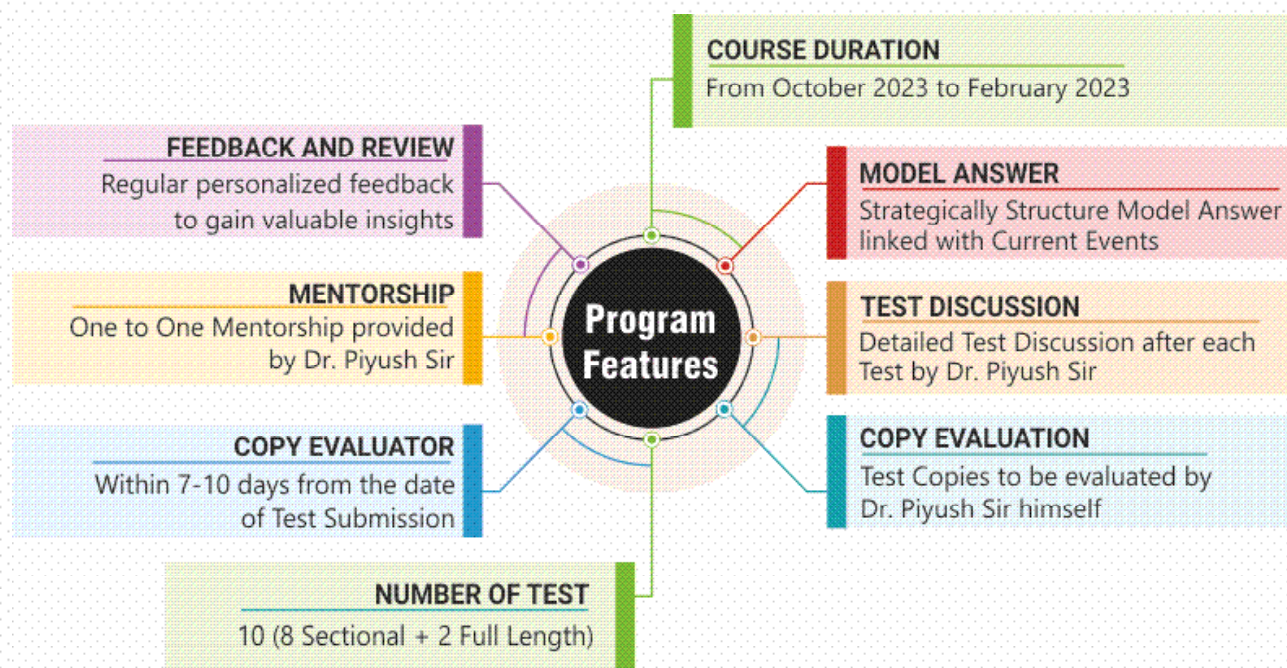 COURSE DURATION
From October 2023 to February 2023
FEEDBACK AND REVIEW
Regular personalized feedback
to gain valuable insights
MODEL ANSWER
Strategically Structure Model Answer
linked with Current Events
MENTORSHIP
One to One Mentorship provided
by Dr. Piyush Sir
Program
Features
TEST DISCUSSION
Detailed Test Discussion after each
Test by Dr. Piyush Sir
COPY EVALUATOR
Within 7-10 days from the date
of Test Submission
COPY EVALUATION
Test Copies to be evaluated by
Dr. Piyush Sir himself
NUMBER OF TEST
10 (8 Sectional + 2 Full Length)